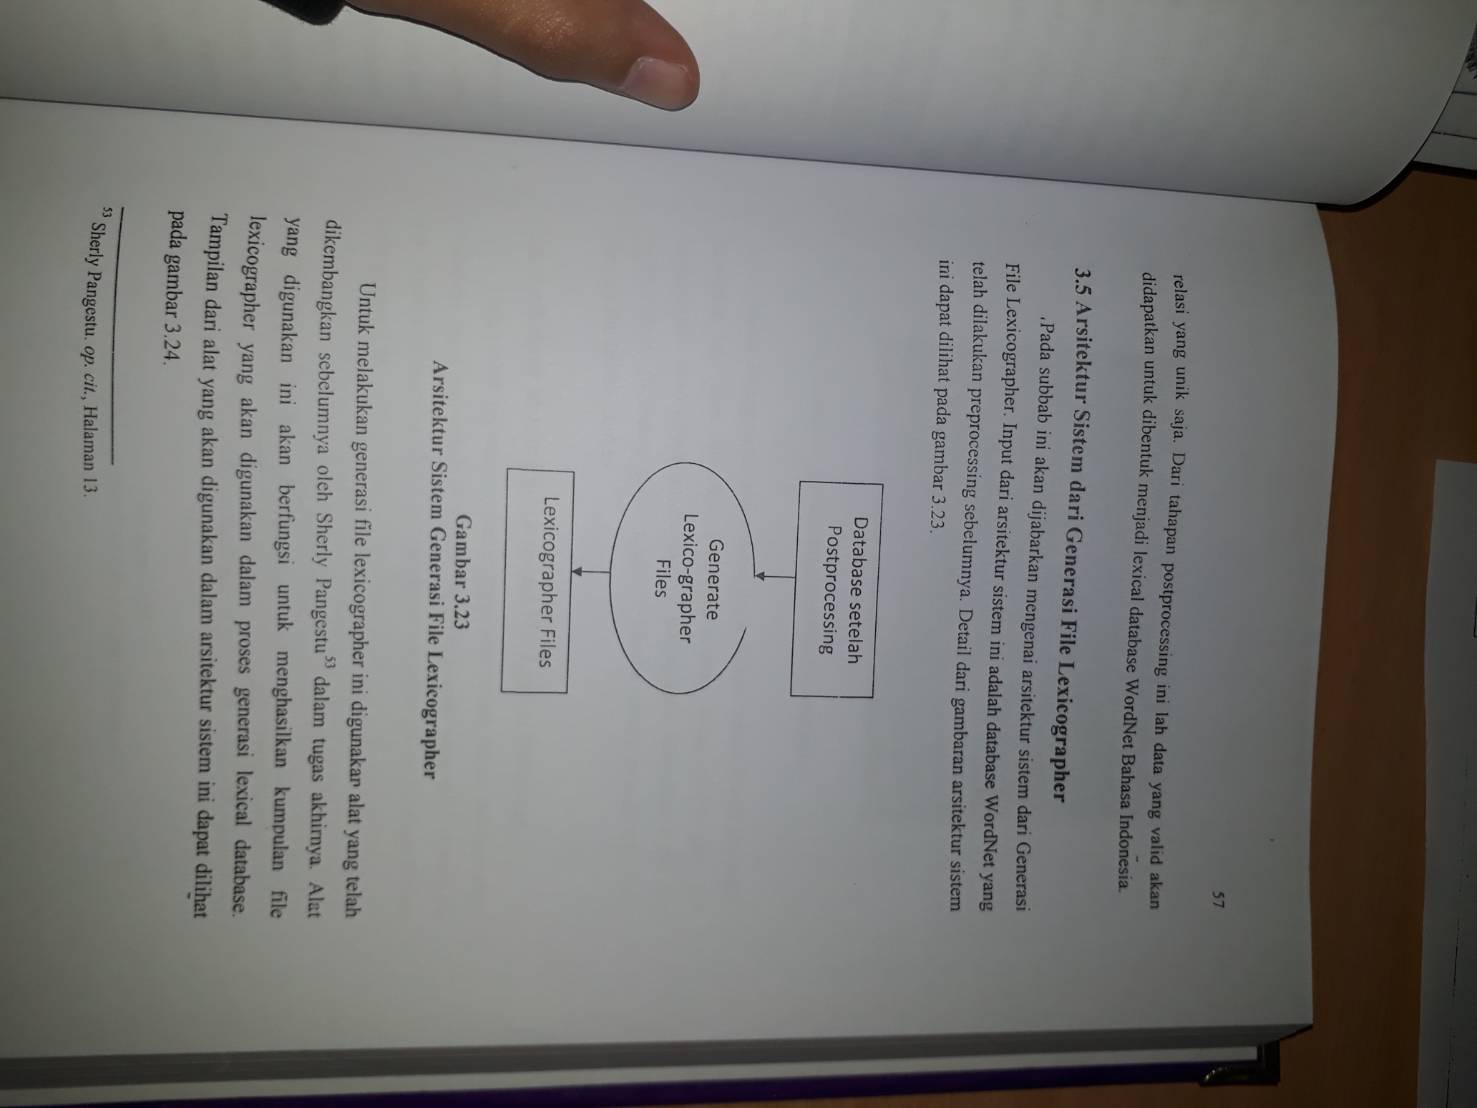 57
relasi yang unik saja. Dari tahapan postprocessing ini lah data yang valid akan
didapatkan untuk dibentuk menjadi lexical database WordNet Bahasa Indonesia.
3.5 Arsitektur Sistem dari Generasi File Lexicographer
Pada subbab ini akan dijabarkan mengenai arsitektur sistem dari Generasi
File Lexicographer. Input dari arsitektur sistem ini adalah database WordNet yang
telah dilakukan preprocessing sebelumnya. Detail dari gambaran arsitektur sistem
ini dapat dilihat pada gambar 3.23.
Database setelah
Postprocessing
Generate
Lexico-grapher
Files
Lexicographer Files
Gambar 3.23
Arsitektur Sistem Generasi File Lexicographer
Untuk melakukan generasi file lexicographer ini digunakan alat yang telah
dikembangkan sebelumnya oleh Sherly Pangestu53 dalam tugas akhirnya. Alat
yang digunakan ini akan berfungsi untuk menghasilkan kumpulan file
lexicographer yang akan digunakan dalam proses generasi lexical database.
Tampilan dari alat yang akan digunakan dalam arsitektur sistem ini dapat dilihat
pada gambar 3.24.
53 Sherly Pangestu. op. cit., Halaman 13.